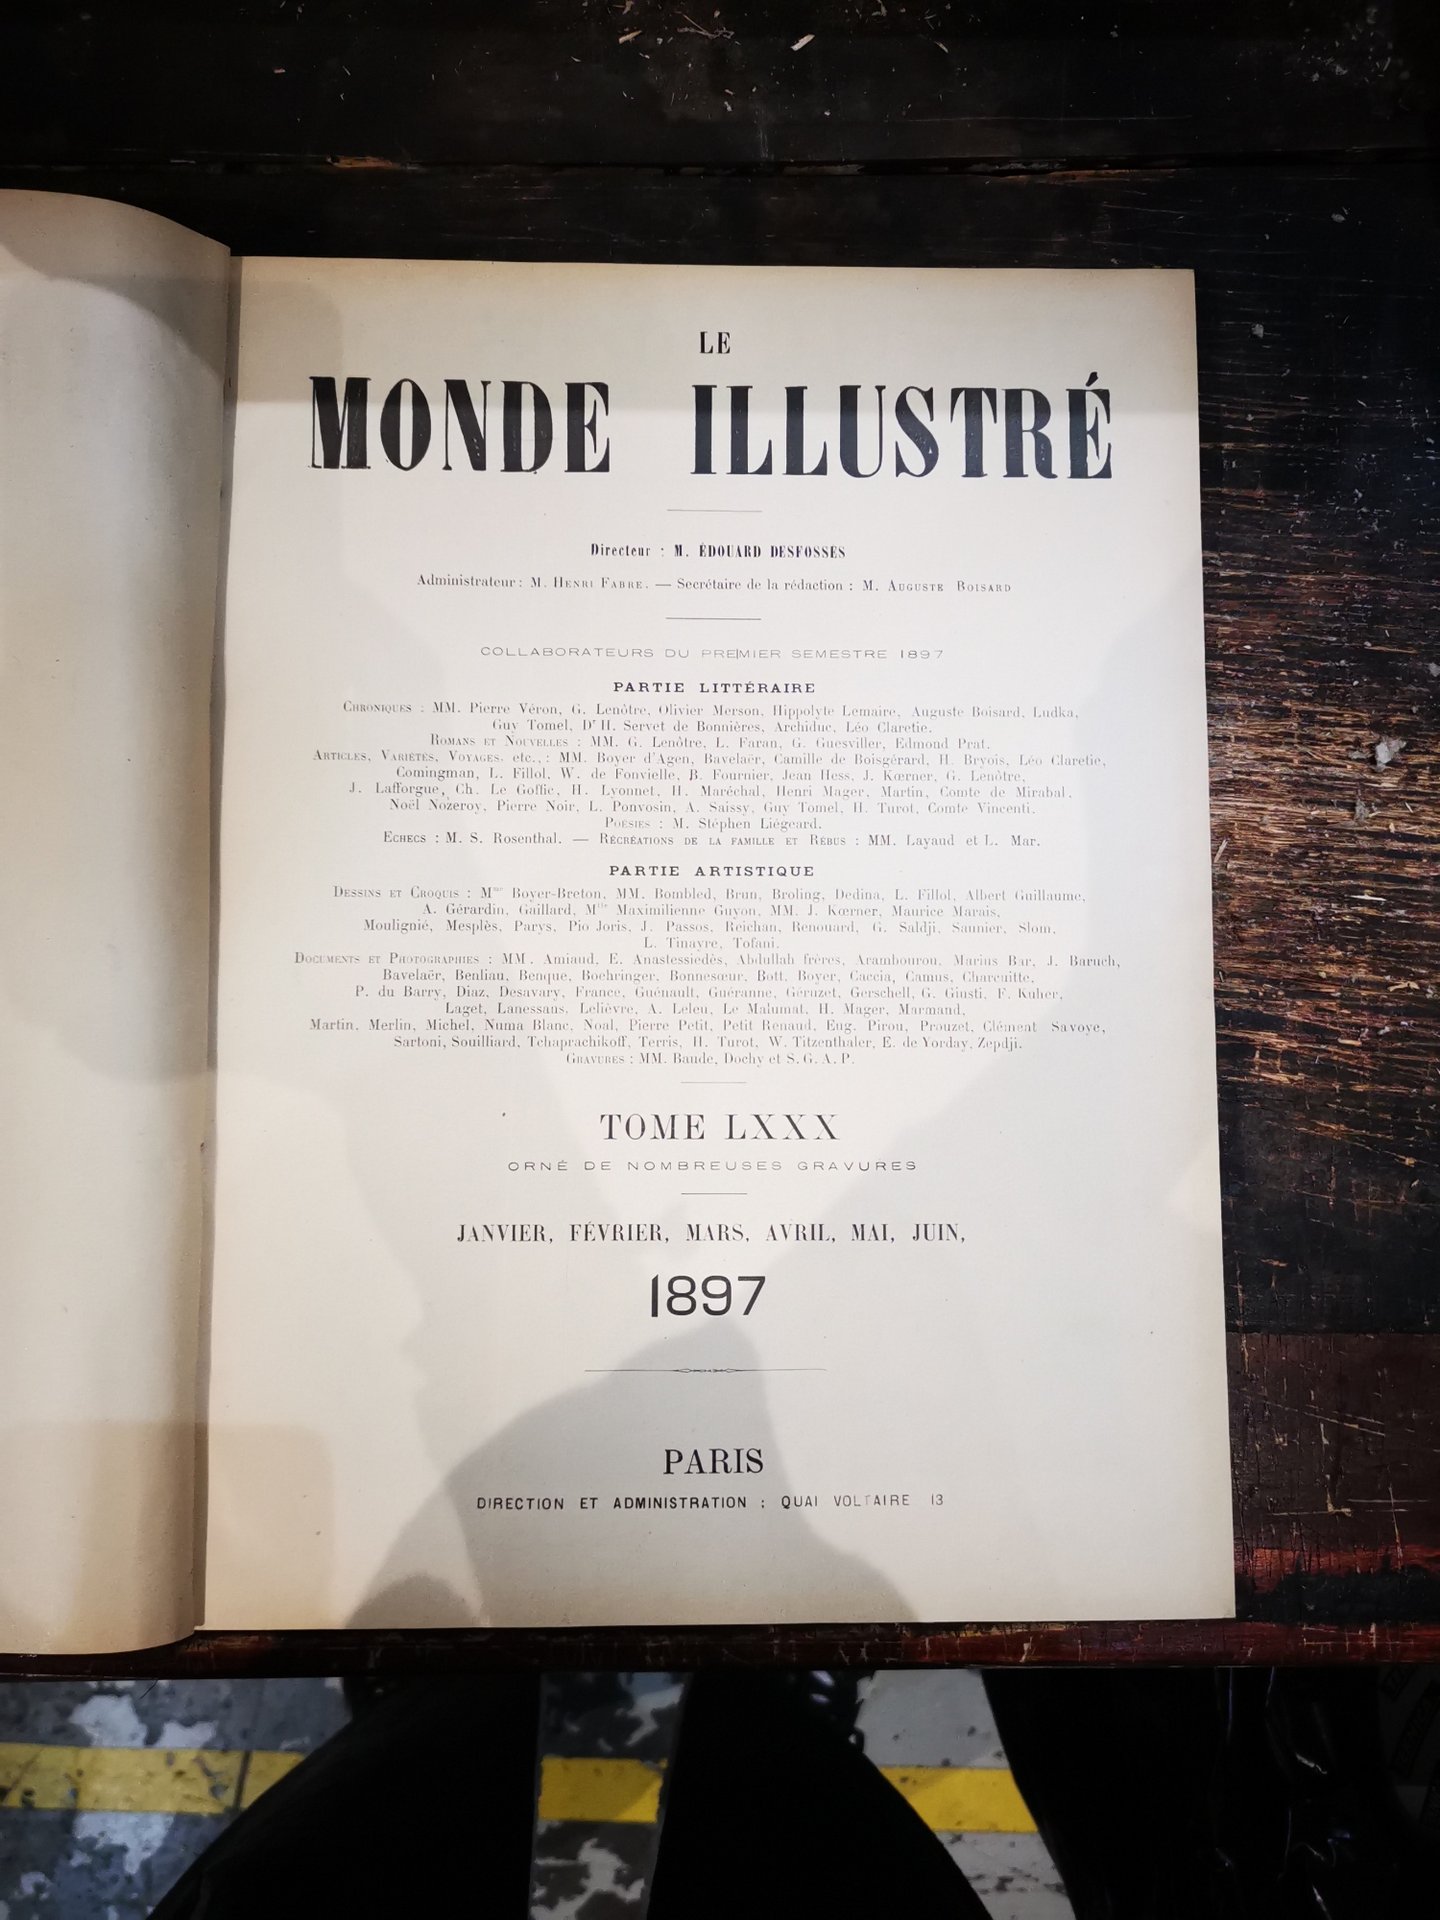 LE
MONDE ILLUSTRÉ
Directeur : M. ÉDOUARD DESFOSSÉS
Administrateur : M. HENRI FABRE. — Secrétaire de la rédaction : M. AUGUSTE BOISARD
COLLABORATEURS DU PREMIER SEMESTRE 1897
PARTIE LITTÉRAIRE
CHRONIQUES : MM. Pierre Véron, G. Lenôtre, Olivier Merson, Hippolyte Lemaire, Auguste Boisard, Ludka,
Guy Tomel, Dr H. Servet de Bonnières, Archiduc, Léo Claretie.
ROMANS ET NOUVELLES : MM. G. Lenôtre, L. Faran, G. Guesviller, Edmond Prat.
ARTICLES, VARIÉTÉS, VOYAGES. etc., : MM. Boyer d'Agen, Bavelaër, Camille de Boisgérard, H. Bryois, Léo Claretie,
Comingman, L. Fillol, W. de Fonvielle, B. Fournier, Jean Hess, J. Kœrner, G. Lenôtre,
J. Lafforgue, Ch. Le Goffic, H. Lyonnet, H. Maréchal, Henri Mager, Martin, Comte de Mirabal,
Noël Nozeroy, Pierre Noir, L. Ponvosin, A. Saissy, Guy Tomel, H. Turot, Comte Vincenti.
POÉSIES : M. Stéphen Liégeard.
ECHECS : M. S. Rosenthal. — RÉCRÉATIONS DE LA FAMILLE ET RÉBUS : MM. Layaud et L. Mar.
PARTIE ARTISTIQUE
DESSINS ET CROQUIS : Mme Boyer-Breton, MM. Bombled, Brun, Broling, Dedina, L. Fillol, Albert Guillaume,
A. Gérardin, Gaillard, Mlle Maximilienne Guyon, MM. J. Kœrner, Maurice Marais,
Moulignié, Mesplès, Parys, Pio Joris, J. Passos, Reichan, Renouard, G. Saldji, Saunier, Slom,
L. Tinayre, Tofani.
DOCUMENTS ET PHOTOGRAPHIES : MM. Amiaud, E. Anastessiedès, Abdullah frères, Arambourou, Marius Bar, J. Baruch,
Bavelaër, Benliau, Benque, Boehringer, Bonnesœur, Bott, Boyer, Caccia, Camus, Charcuitte,
P. du Barry, Diaz, Desavary, France, Guénault, Guéranne, Géruzet, Gerschell, G. Giusti, F. Kuher,
Laget, Lanessans, Lelièvre, A. Leleu, Le Malumat, H. Mager, Marmand,
Martin, Merlin, Michel, Numa Blanc, Noal, Pierre Petit, Petit Renaud, Eug. Pirou, Prouzet, Clément Savoye,
Sartoni, Souilliard, Tchaprachikoff, Terris, H. Turot, W. Titzenthaler, E. de Yorday, Zepdji.
GRAVURES : MM. Baude, Dochy et S. G. A. P.
TOME LXXX
ORNÉ DE NOMBREUSES GRAVURES
JANVIER, FÉVRIER, MARS, AVRIL, MAI, JUIN,
1897
PARIS
DIRECTION ET ADMINISTRATION : QUAI VOLTAIRE 13